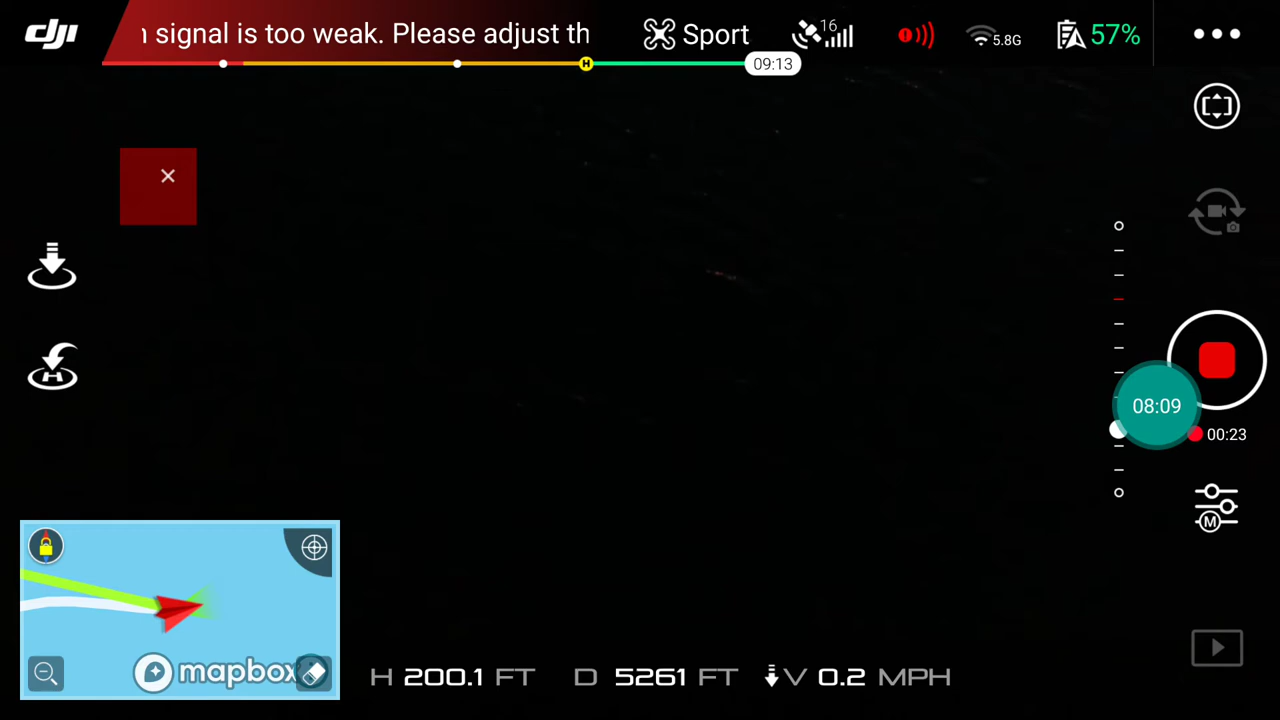 dji
signal is too weak. Please adjust th
Sport
16
5.8G
57%
09:13
H
08:09
00:23
M
mapbox
H 200.1 FT D 5261 FT V 0.2 MPH